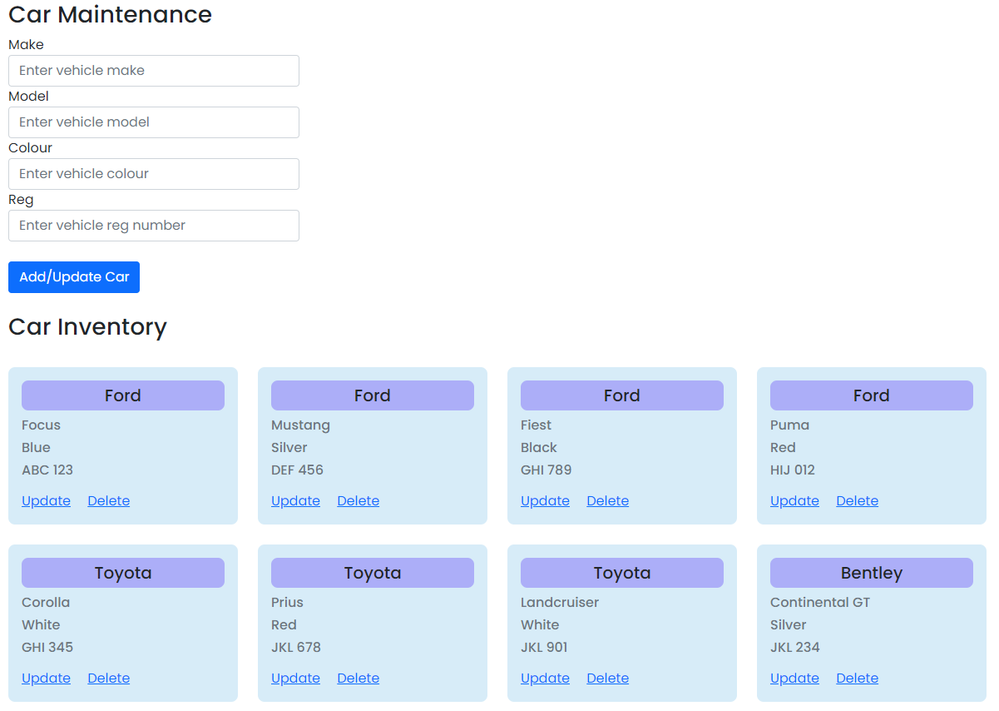 Car Maintenance
Make
Enter vehicle make
Model
Enter vehicle model
Colour
Enter vehicle colour
Reg
Enter vehicle reg number
Add/Update Car
Car Inventory
Ford
Focus
Blue
ABC 123
Update Delete
Ford
Mustang
Silver
DEF 456
Update Delete
Ford
Fiest
Black
GHI 789
Update Delete
Ford
Puma
Red
HIJ 012
Update Delete
Toyota
Corolla
White
GHI 345
Update Delete
Toyota
Prius
Red
JKL 678
Update Delete
Toyota
Landcruiser
White
JKL 901
Update Delete
Bentley
Continental GT
Silver
JKL 234
Update Delete